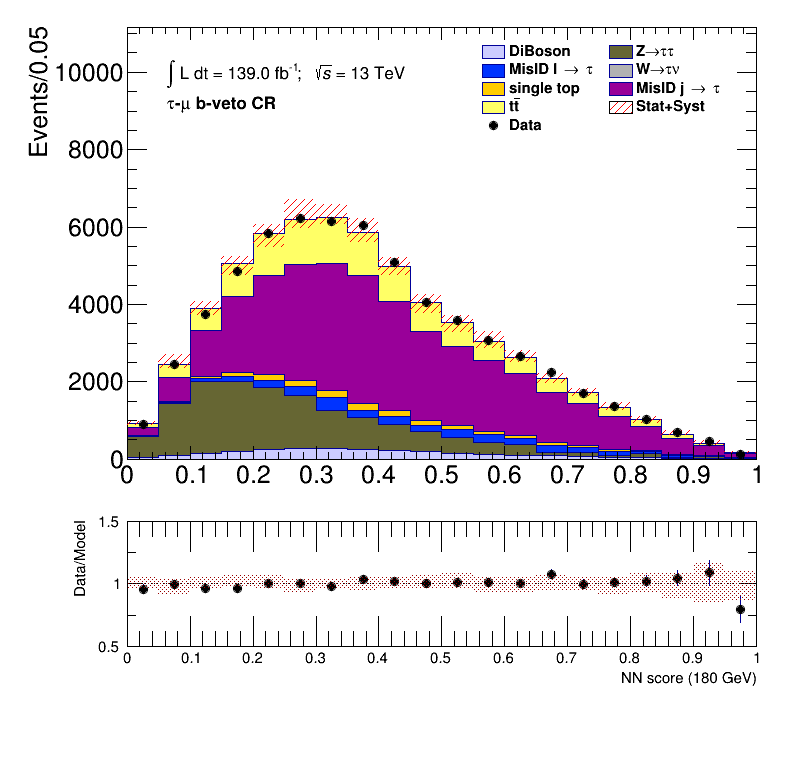 Events/0.05
10000
8000
6000
4000
2000
0
∫ L dt = 139.0 fb⁻¹; √s = 13 TeV
τ-μ b-veto CR
DiBoson
MisID l → τ
single top
tt̄
Data
Z→ττ
W→τν
MisID j → τ
Stat+Syst
0 0.1 0.2 0.3 0.4 0.5 0.6 0.7 0.8 0.9 1
Data/Model
1.5
1
0.5
0 0.1 0.2 0.3 0.4 0.5 0.6 0.7 0.8 0.9 1
NN score (180 GeV)